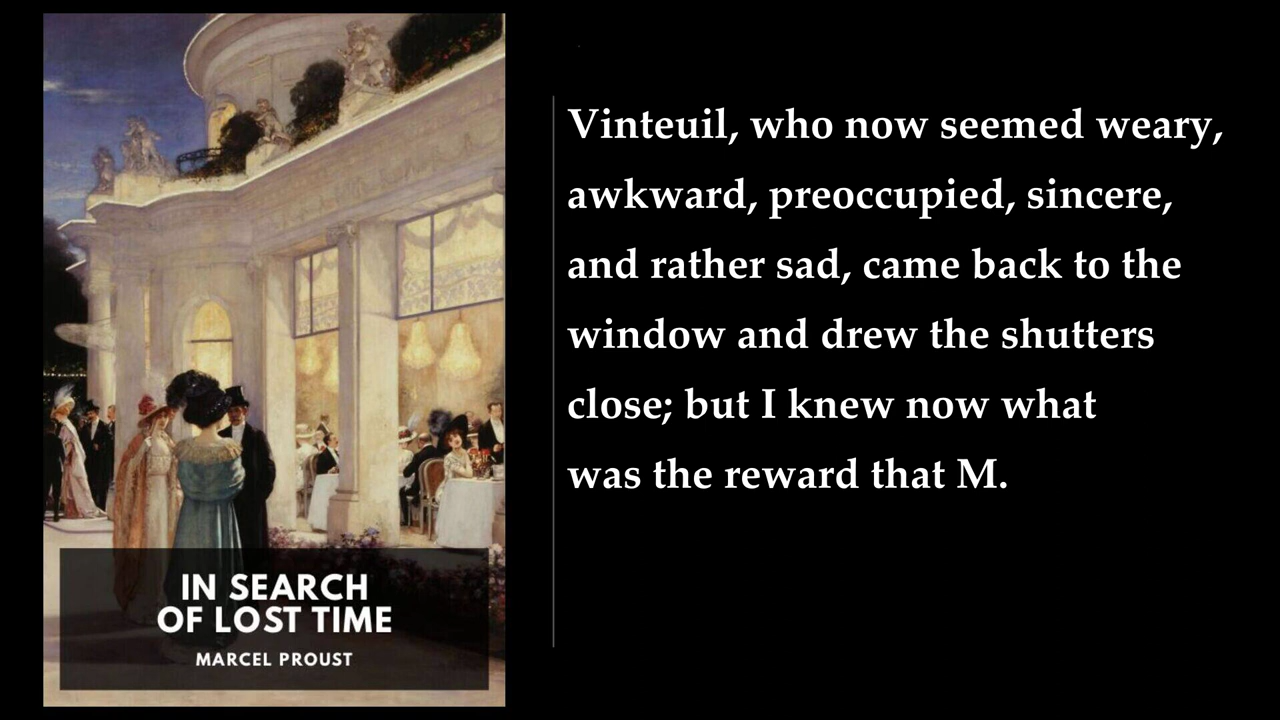 IN SEARCH
OF LOST TIME
MARCEL PROUST
Vinteuil, who now seemed weary,
awkward, preoccupied, sincere,
and rather sad, came back to the
window and drew the shutters
close; but I knew now what
was the reward that M.